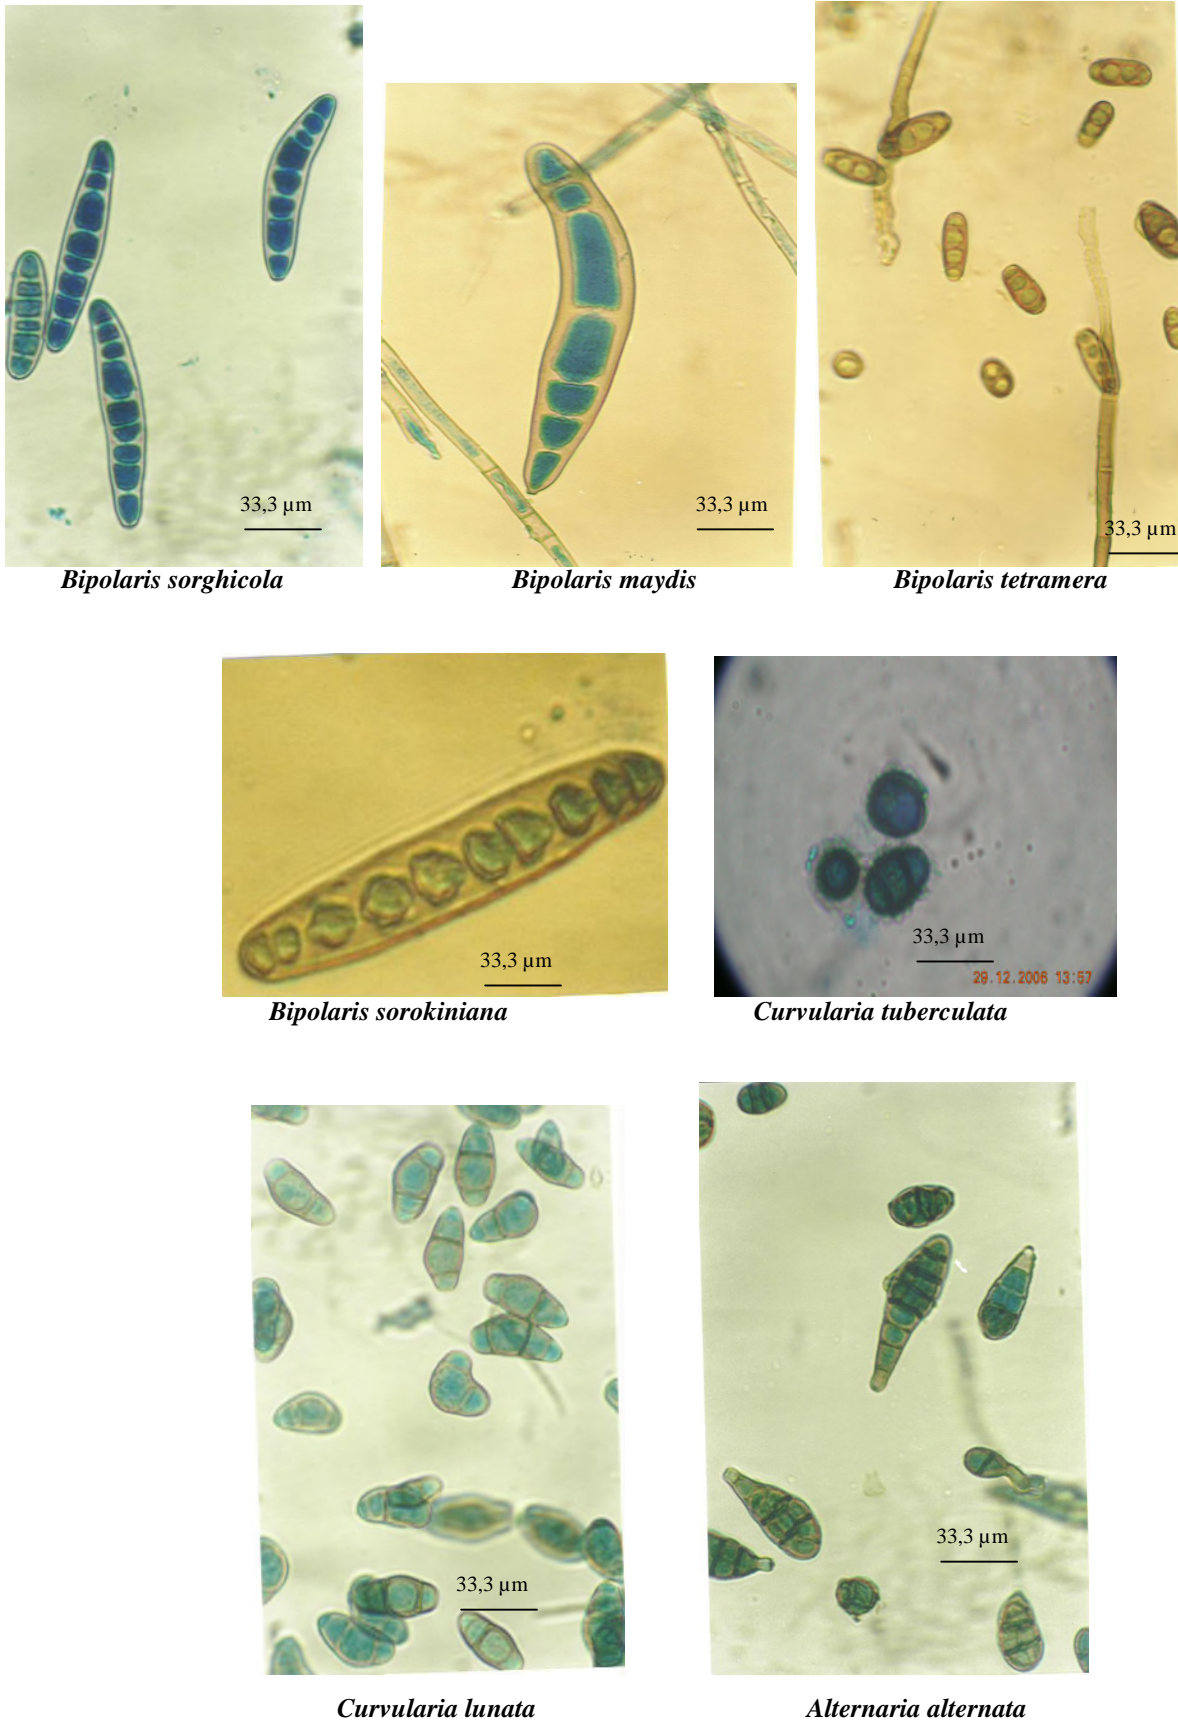 33,3 µm
33,3 µm
33,3 µm
Bipolaris sorghicola
Bipolaris maydis
Bipolaris tetramera
33,3 µm
33,3 µm
29.12.2006 13:57
Bipolaris sorokiniana
Curvularia tuberculata
33,3 µm
33,3 µm
Curvularia lunata
Alternaria alternata